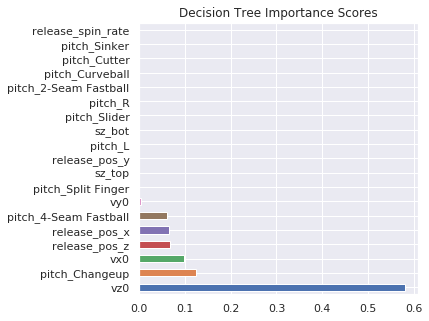 Decision Tree Importance Scores
release_spin_rate
pitch_Sinker
pitch_Cutter
pitch_Curveball
pitch_2-Seam Fastball
pitch_R
pitch_Slider
sz_bot
pitch_L
release_pos_y
sz_top
pitch_Split Finger
vy0
pitch_4-Seam Fastball
release_pos_x
release_pos_z
vx0
pitch_Changeup
vz0
0.0 0.1 0.2 0.3 0.4 0.5 0.6